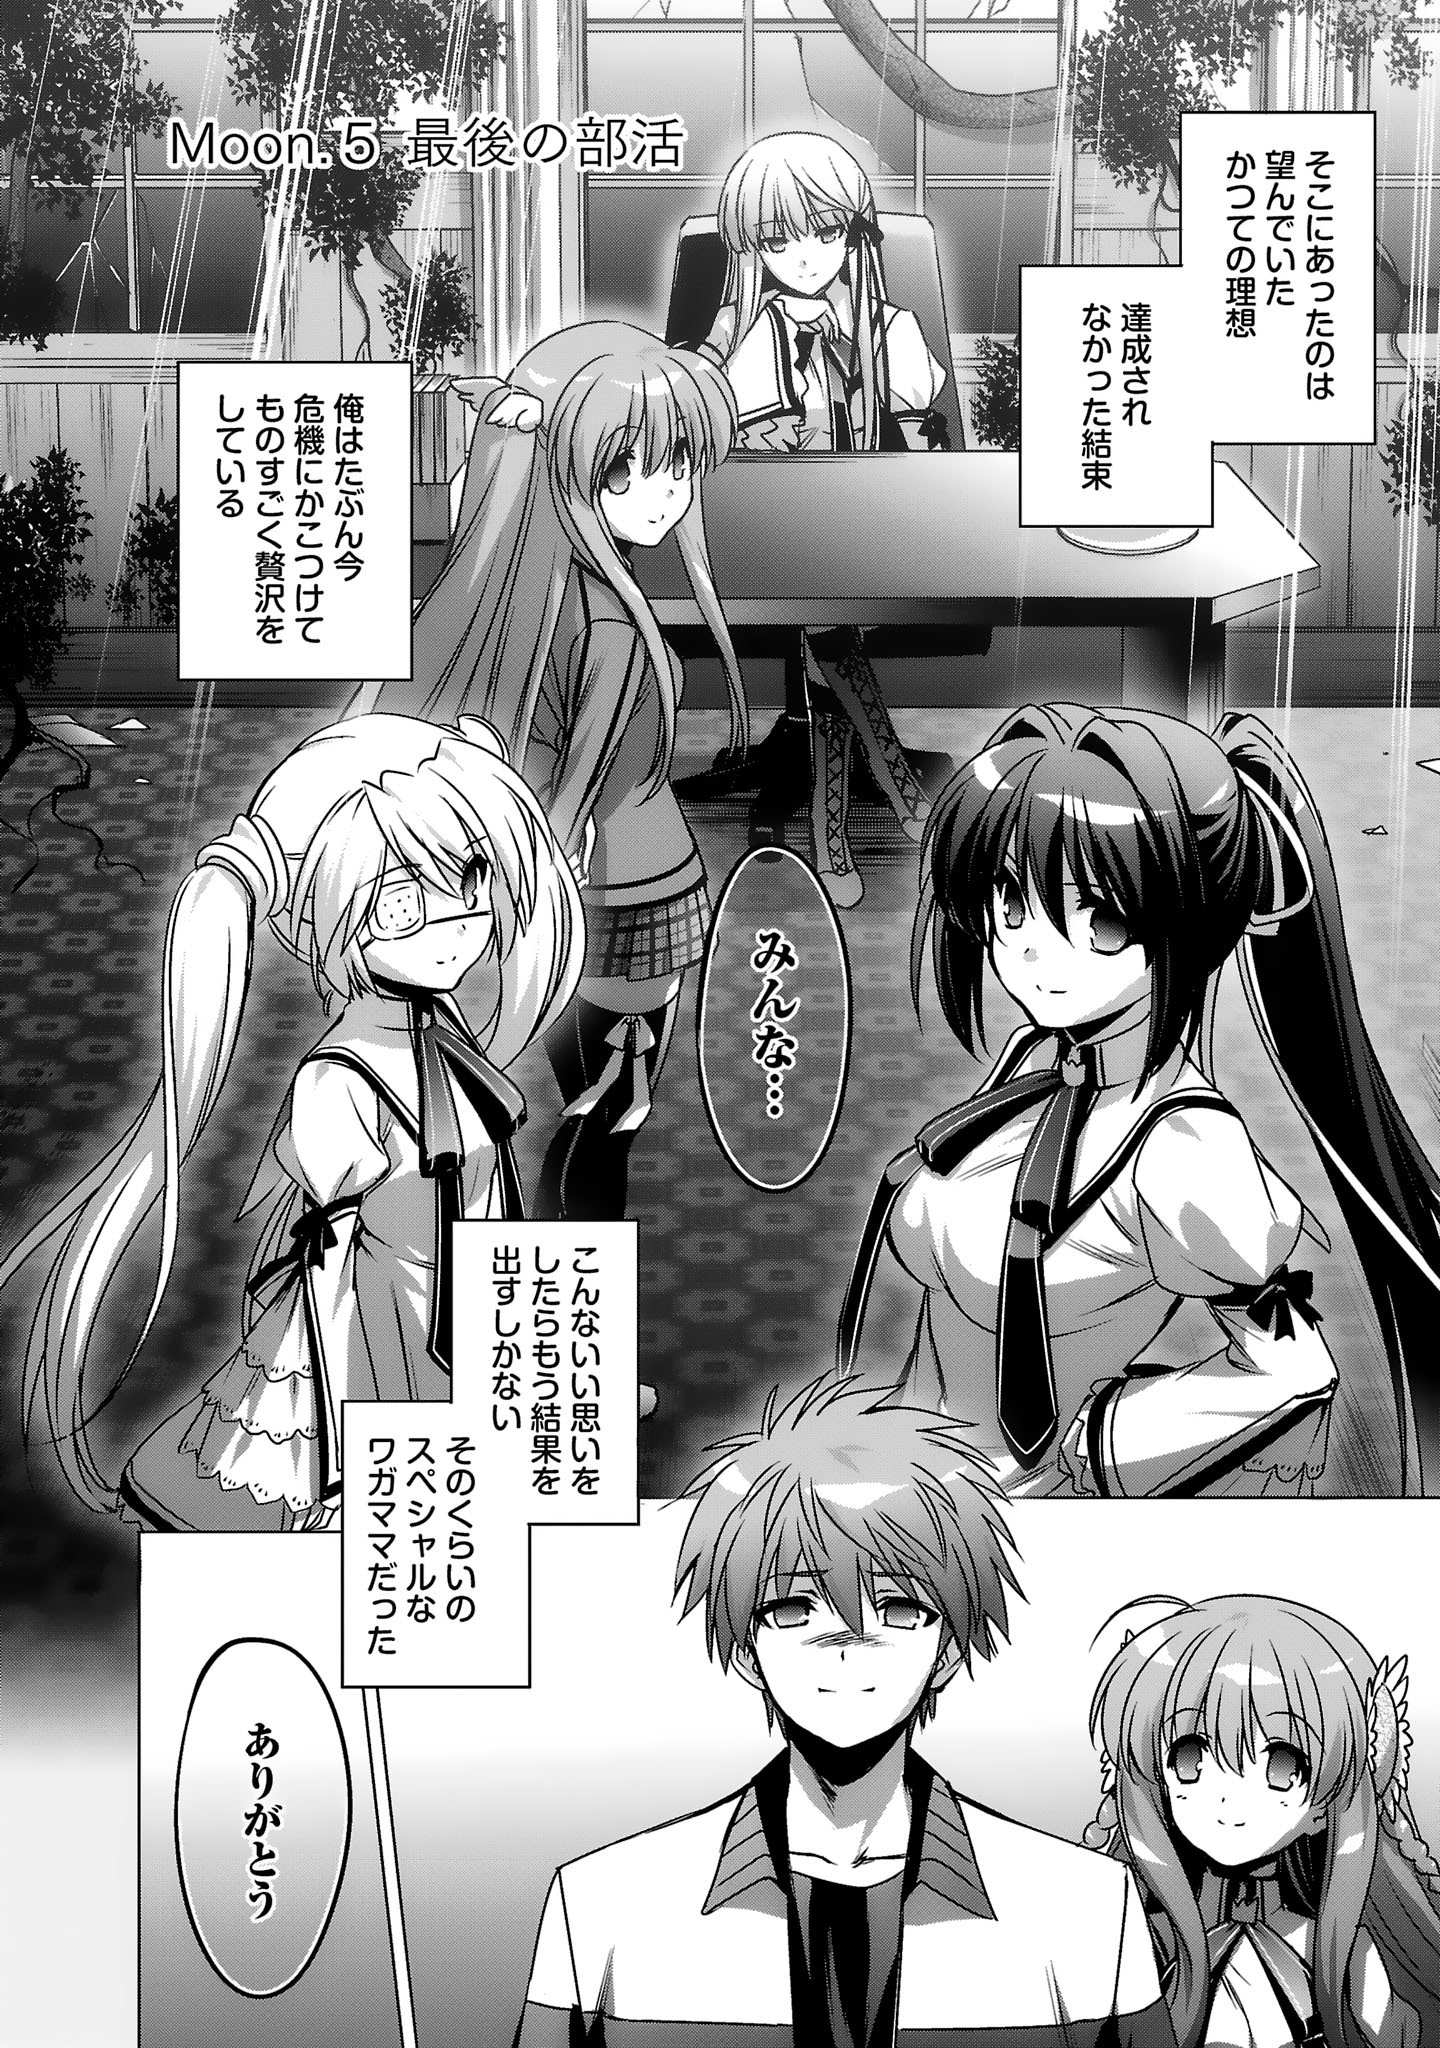 Moon.5 最後の部活
そこにあったのは
望んでいた
かつての理想
達成され
なかった結束
俺はたぶん今
危機にかこつけて
ものすごく贅沢を
している
みんな…
こんないい思いを
したらもう結果を
出すしかない
そのくらいの
スペシャルな
ワガママだった
ありがとう